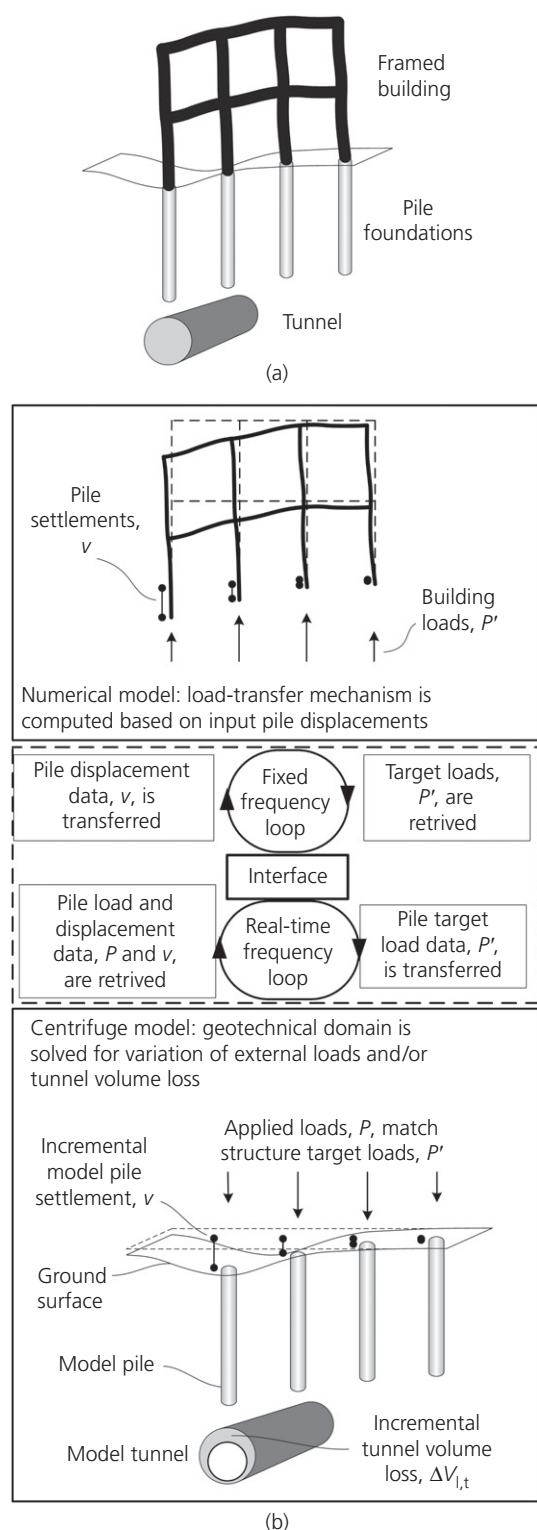 Framed
building
Pile
foundations
Tunnel
(a)
Pile
settlements,
v
Building
loads, P′
Numerical model: load-transfer mechanism is
computed based on input pile displacements
Pile displacement
data, v, is
transferred
Fixed
frequency
loop
Target loads,
P′, are
retrived
Interface
Pile load and
displacement
data, P and v,
are retrived
Real-time
frequency
loop
Pile target
load data, P′,
is transferred
Centrifuge model: geotechnical domain is
solved for variation of external loads and/or
tunnel volume loss
Applied loads, P, match
structure target loads, P′
Incremental
model pile
settlement, v
Ground
surface
Model pile
Model tunnel
Incremental
tunnel volume
loss, ΔVl,t
(b)